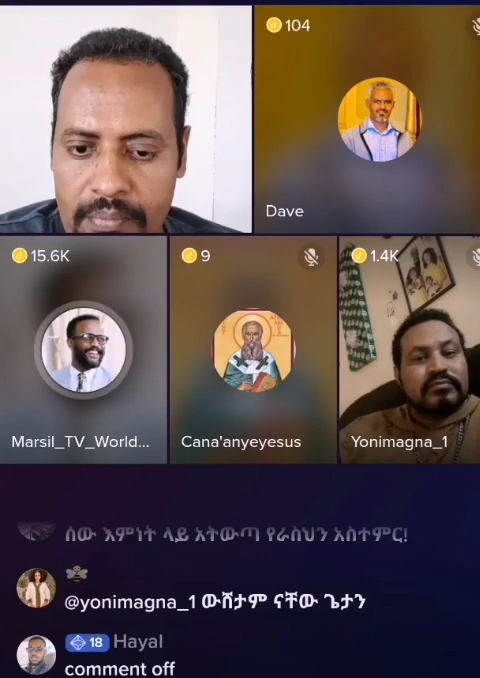 104
Dave
15.6K
9
1.4K
Marsil_TV_World...
Cana'anyeyesus
Yonimagna_1
ሰው እምነት ላይ አትውጣ የራስህን አስተምር!
@yonimagna_1 ውሸታም ናቸው ጌታን
18 Hayal
comment off